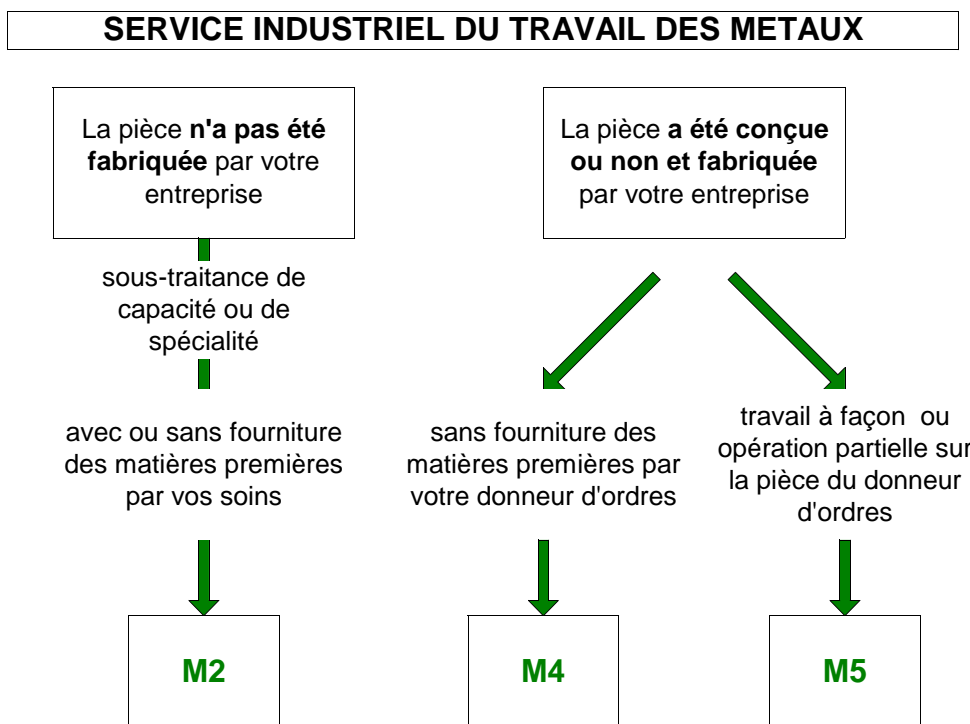 SERVICE INDUSTRIEL DU TRAVAIL DES METAUX
La pièce n'a pas été
fabriquée par votre
entreprise
La pièce a été conçue
ou non et fabriquée
par votre entreprise
sous-traitance de
capacité ou de
spécialité
avec ou sans fourniture
des matières premières
par vos soins
sans fourniture des
matières premières par
votre donneur d'ordres
travail à façon ou
opération partielle sur
la pièce du donneur
d'ordres
M2
M4
M5